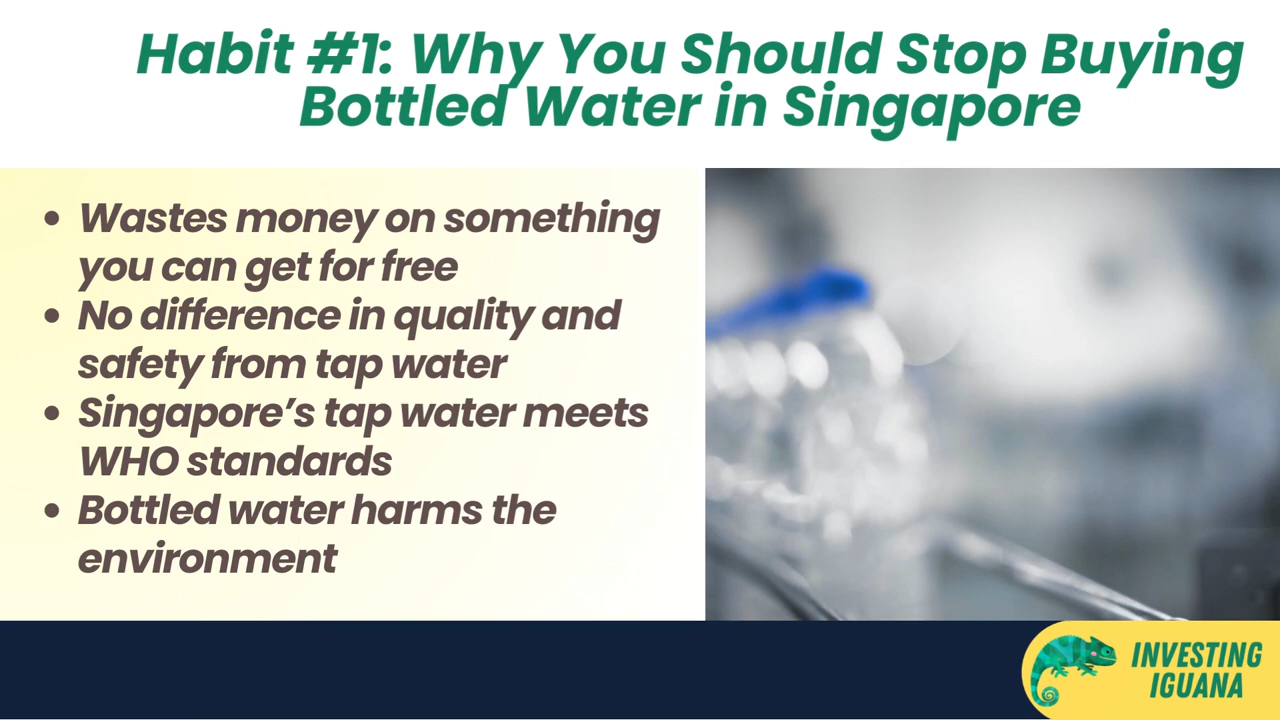 Habit #1: Why You Should Stop Buying
Bottled Water in Singapore
• Wastes money on something
you can get for free
• No difference in quality and
safety from tap water
• Singapore’s tap water meets
WHO standards
• Bottled water harms the
environment
INVESTING
IGUANA